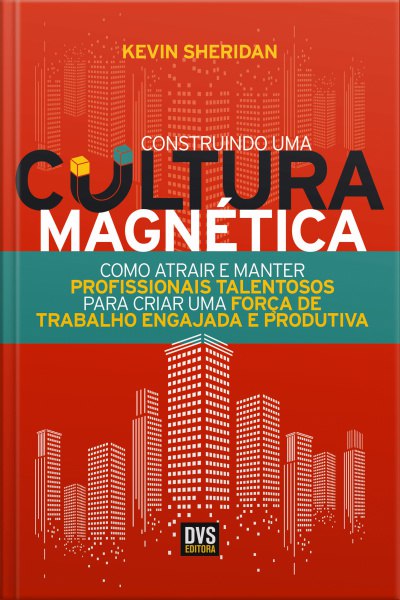 KEVIN SHERIDAN
CONSTRUINDO UMA
CULTURA
MAGNÉTICA
COMO ATRAIR E MANTER
PROFISSIONAIS TALENTOSOS
PARA CRIAR UMA FORÇA DE
TRABALHO ENGAJADA E PRODUTIVA
DVS
EDITORA